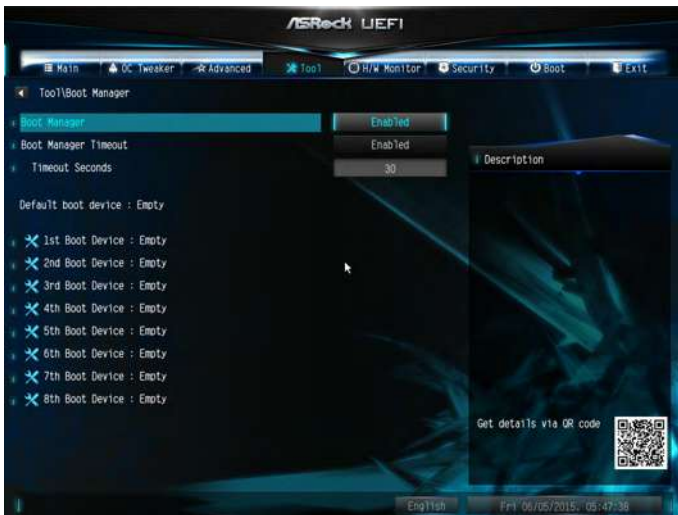 ASRock UEFI
Main OC Tweaker Advanced Tool H/W Monitor Security Boot Exit
Tool\Boot Manager
Boot Manager Enabled
Boot Manager Timeout Enabled
Timeout Seconds 30
Description
Default boot device : Empty
1st Boot Device : Empty
2nd Boot Device : Empty
3rd Boot Device : Empty
4th Boot Device : Empty
5th Boot Device : Empty
6th Boot Device : Empty
7th Boot Device : Empty
8th Boot Device : Empty
Get details via QR code
English Fri 06/05/2015, 05:47:38